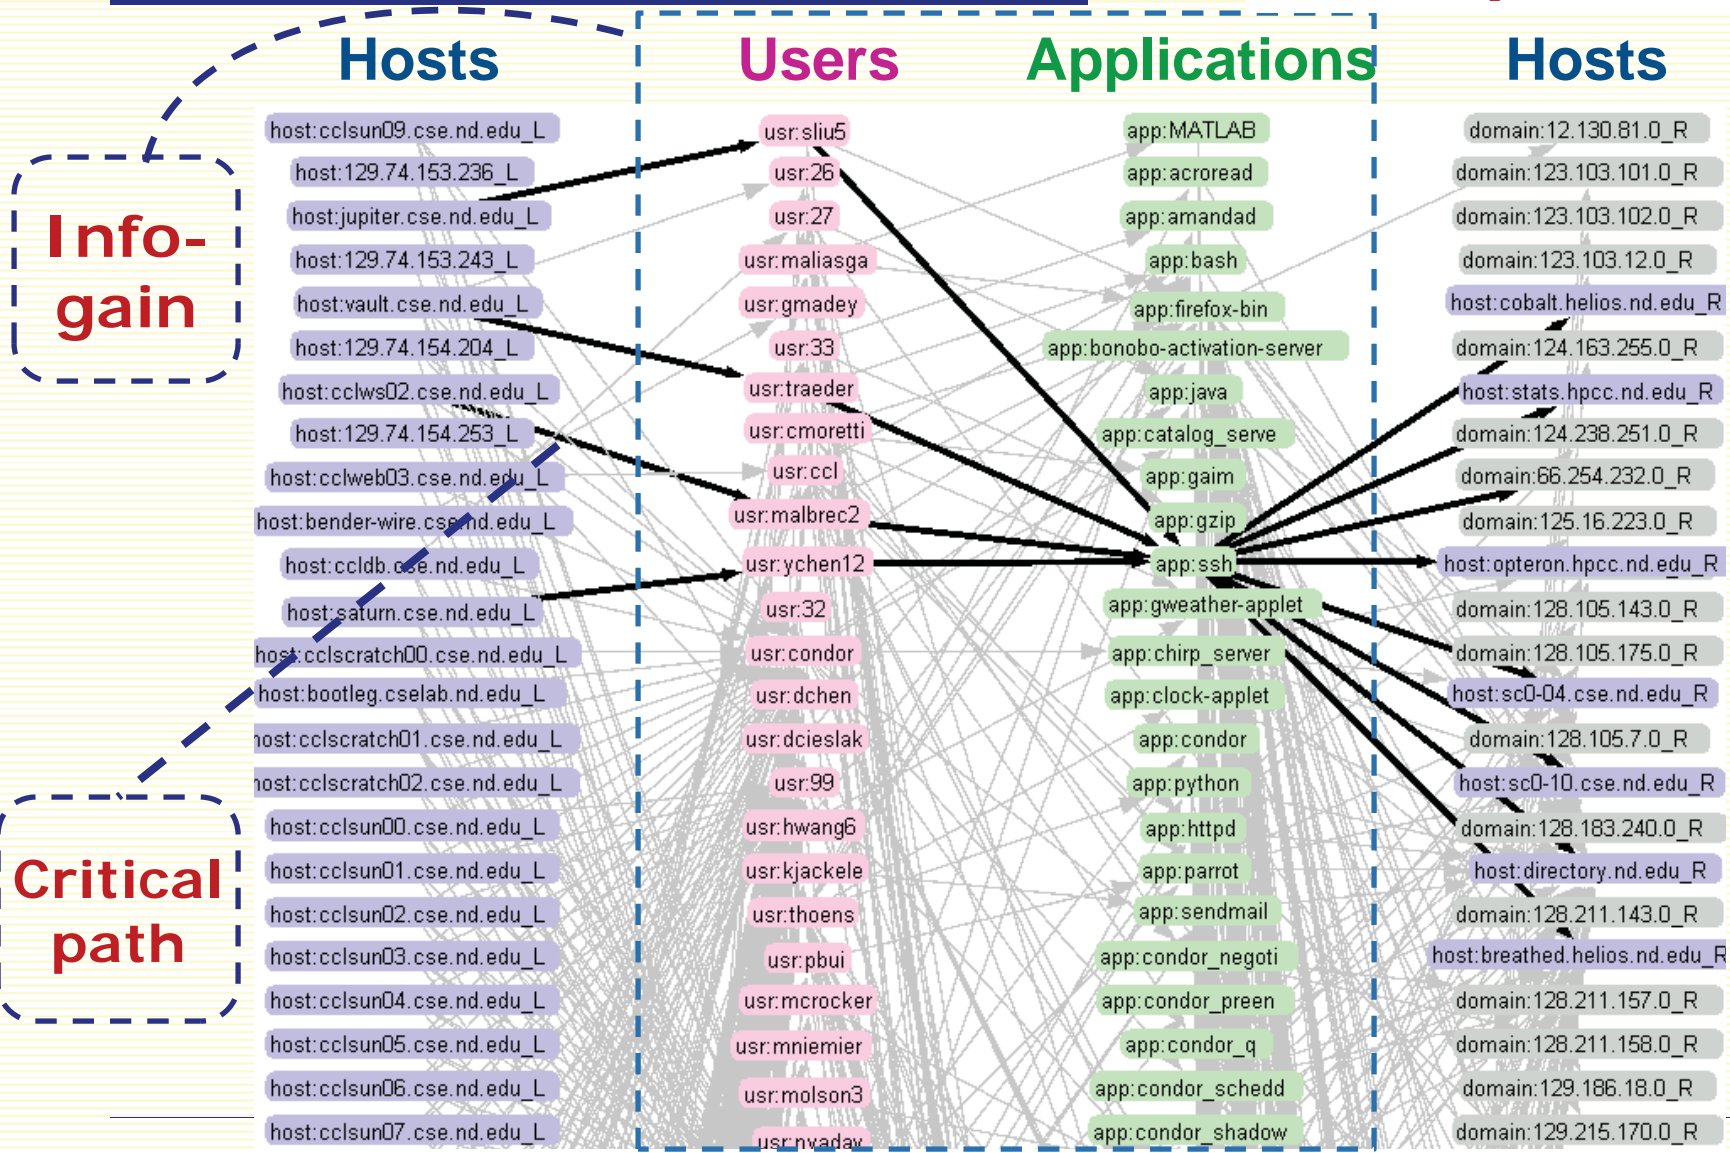 Hosts
Users
Applications
Hosts
Info-
gain
Critical
path
host:cclsun09.cse.nd.edu_L
host:129.74.153.236_L
host:jupiter.cse.nd.edu_L
host:129.74.153.243_L
host:vault.cse.nd.edu_L
host:129.74.154.204_L
host:cclws02.cse.nd.edu_L
host:129.74.154.253_L
host:cclweb03.cse.nd.edu_L
host:bender-wire.cse.nd.edu_L
host:ccldb.cse.nd.edu_L
host:saturn.cse.nd.edu_L
host:cclscratch00.cse.nd.edu_L
host:bootleg.cselab.nd.edu_L
host:cclscratch01.cse.nd.edu_L
host:cclscratch02.cse.nd.edu_L
host:cclsun00.cse.nd.edu_L
host:cclsun01.cse.nd.edu_L
host:cclsun02.cse.nd.edu_L
host:cclsun03.cse.nd.edu_L
host:cclsun04.cse.nd.edu_L
host:cclsun05.cse.nd.edu_L
host:cclsun06.cse.nd.edu_L
host:cclsun07.cse.nd.edu_L
usr:sliu5
usr:26
usr:27
usr:maliasga
usr:gmadey
usr:33
usr:traeder
usr:cmoretti
usr:ccl
usr:malbrec2
usr:ychen12
usr:32
usr:condor
usr:dchen
usr:dcieslak
usr:99
usr:hwang6
usr:kjackele
usr:thoens
usr:pbui
usr:mcrocker
usr:mniemier
usr:molson3
app:MATLAB
app:acroread
app:amandad
app:bash
app:firefox-bin
app:bonobo-activation-server
app:java
app:catalog_serve
app:gaim
app:gzip
app:ssh
app:gweather-applet
app:chirp_server
app:clock-applet
app:condor
app:python
app:httpd
app:parrot
app:sendmail
app:condor_negoti
app:condor_preen
app:condor_q
app:condor_schedd
app:condor_shadow
domain:12.130.81.0_R
domain:123.103.101.0_R
domain:123.103.102.0_R
domain:123.103.12.0_R
host:cobalt.helios.nd.edu_R
domain:124.163.255.0_R
host:stats.hpcc.nd.edu_R
domain:124.238.251.0_R
domain:66.254.232.0_R
domain:125.16.223.0_R
host:opteron.hpcc.nd.edu_R
domain:128.105.143.0_R
domain:128.105.175.0_R
host:sc0-04.cse.nd.edu_R
domain:128.105.7.0_R
host:sc0-10.cse.nd.edu_R
domain:128.183.240.0_R
host:directory.nd.edu_R
domain:128.211.143.0_R
host:breathed.helios.nd.edu_R
domain:128.211.157.0_R
domain:128.211.158.0_R
domain:129.186.18.0_R
domain:129.215.170.0_R